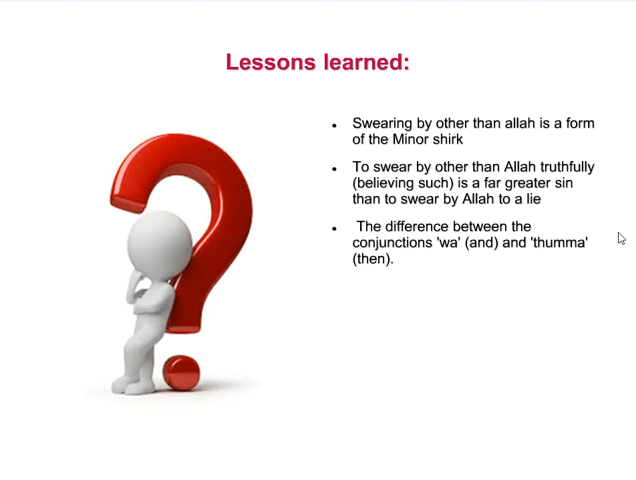 Lessons learned:
• Swearing by other than allah is a form
of the Minor shirk
• To swear by other than Allah truthfully
(believing such) is a far greater sin
than to swear by Allah to a lie
• The difference between the
conjunctions 'wa' (and) and 'thumma'
(then).